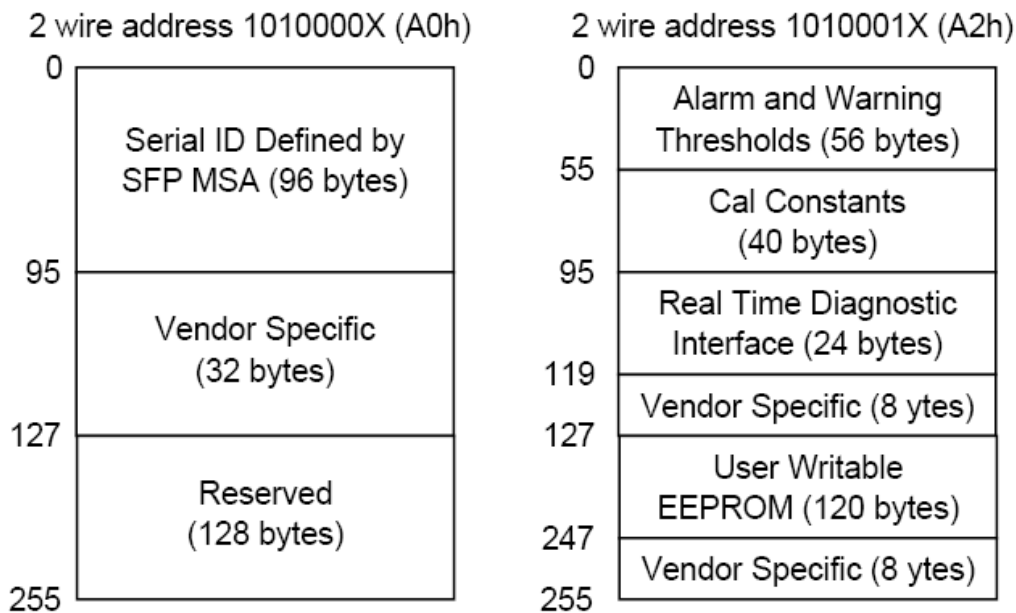 2 wire address 1010000X (A0h)
0
Serial ID Defined by
SFP MSA (96 bytes)
95
Vendor Specific
(32 bytes)
127
Reserved
(128 bytes)
255
2 wire address 1010001X (A2h)
0
Alarm and Warning
Thresholds (56 bytes)
55
Cal Constants
(40 bytes)
95
Real Time Diagnostic
Interface (24 bytes)
119
Vendor Specific (8 ytes)
127
User Writable
EEPROM (120 bytes)
247
Vendor Specific (8 ytes)
255